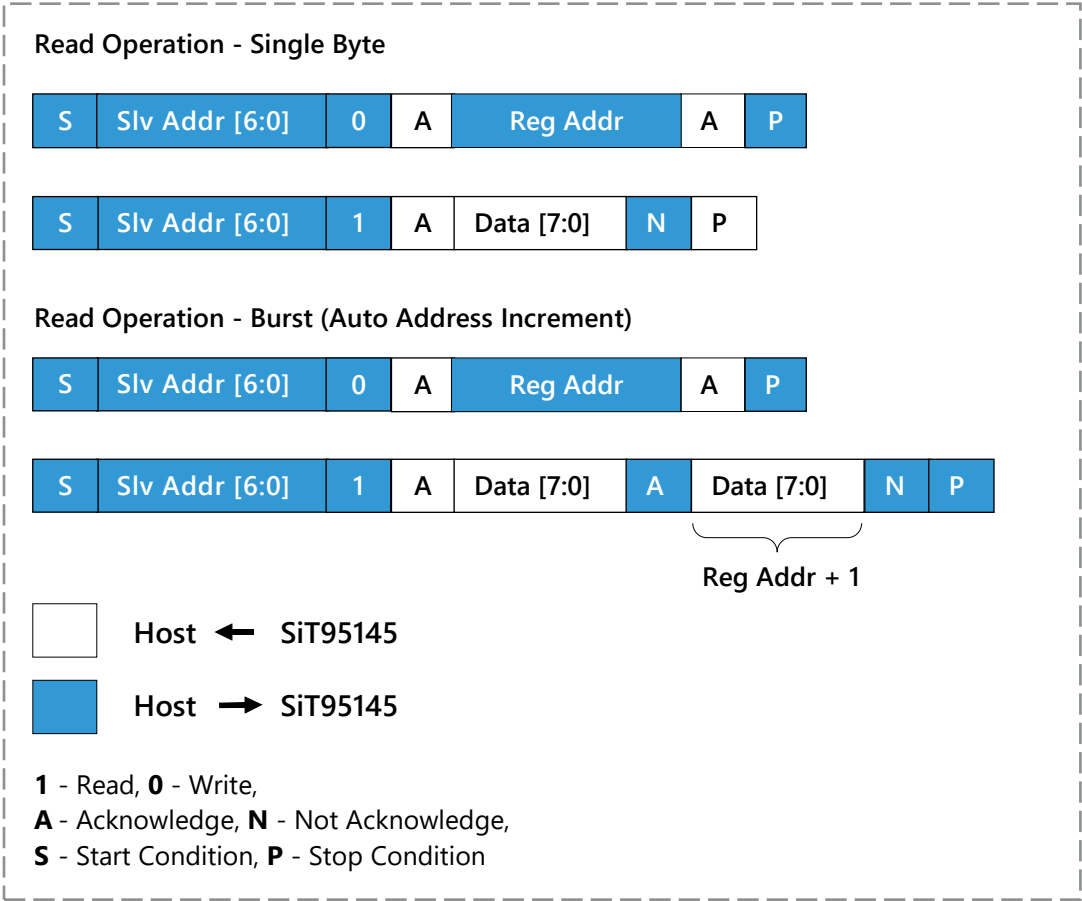 Read Operation - Single Byte
S Slv Addr [6:0] 0 A Reg Addr A P
S Slv Addr [6:0] 1 A Data [7:0] N P
Read Operation - Burst (Auto Address Increment)
S Slv Addr [6:0] 0 A Reg Addr A P
S Slv Addr [6:0] 1 A Data [7:0] A Data [7:0] N P
Reg Addr + 1
Host ← SiT95145
Host → SiT95145
1 - Read, 0 - Write,
A - Acknowledge, N - Not Acknowledge,
S - Start Condition, P - Stop Condition